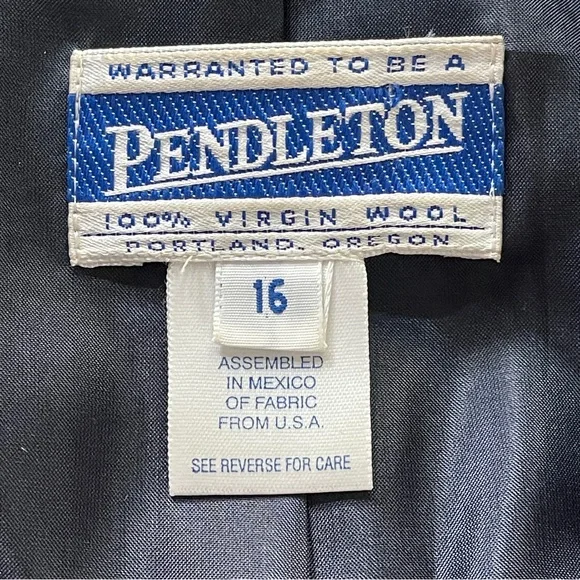 WARRANTED TO BE A
PENDLETON
100% VIRGIN WOOL
PORTLAND, OREGON
16
ASSEMBLED
IN MEXICO
OF FABRIC
FROM U.S.A.
SEE REVERSE FOR CARE